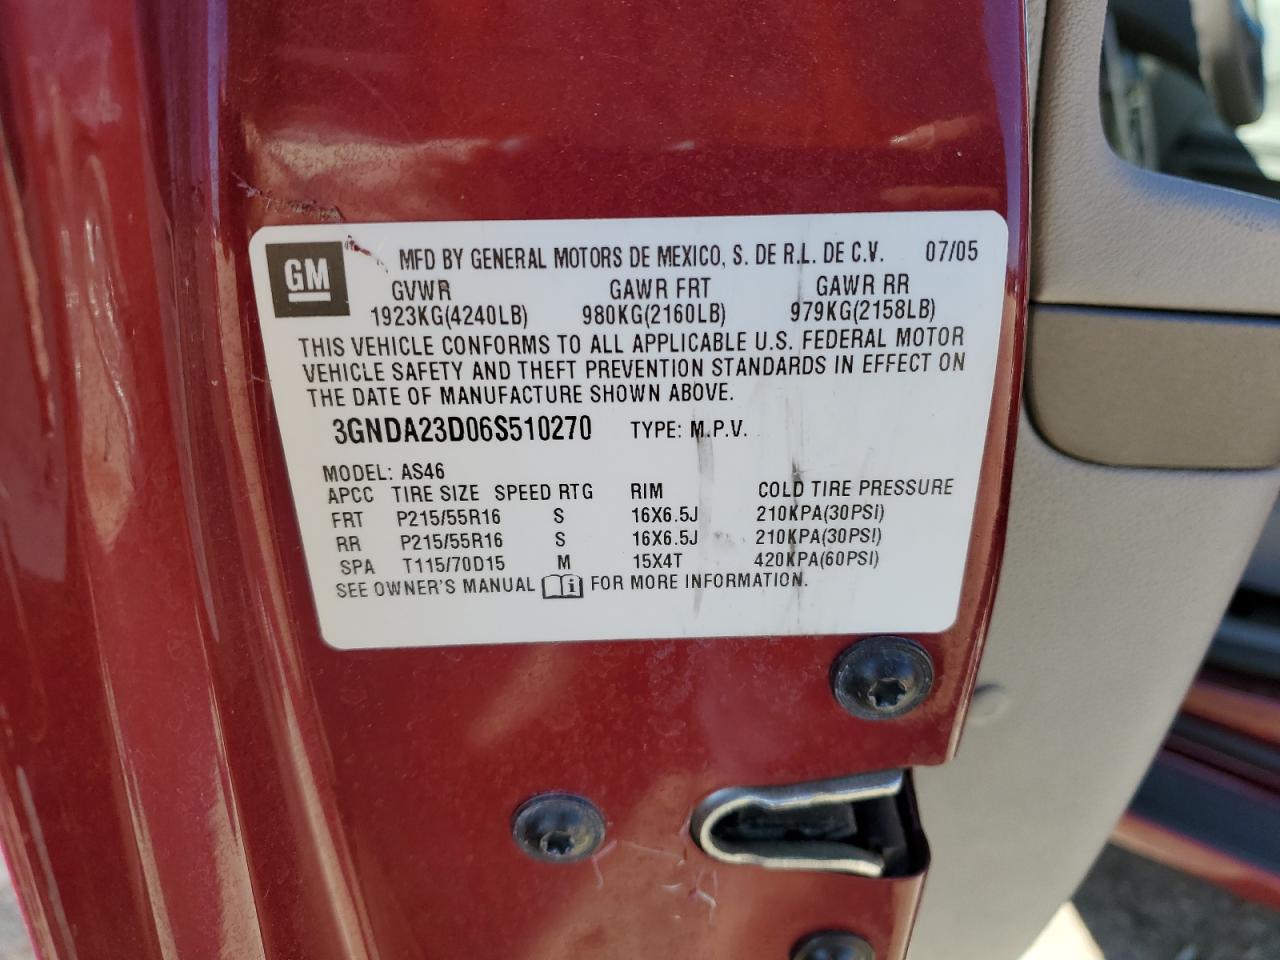 GM MFD BY GENERAL MOTORS DE MEXICO, S. DE R.L. DE C.V. 07/05
GVWR GAWR FRT GAWR RR
1923KG(4240LB) 980KG(2160LB) 979KG(2158LB)
THIS VEHICLE CONFORMS TO ALL APPLICABLE U.S. FEDERAL MOTOR
VEHICLE SAFETY AND THEFT PREVENTION STANDARDS IN EFFECT ON
THE DATE OF MANUFACTURE SHOWN ABOVE.
3GNDA23D06S510270 TYPE: M.P.V.
MODEL: AS46
APCC TIRE SIZE SPEED RTG RIM COLD TIRE PRESSURE
FRT P215/55R16 S 16X6.5J 210KPA(30PSI)
RR P215/55R16 S 16X6.5J 210KPA(30PSI)
SPA T115/70D15 M 15X4T 420KPA(60PSI)
SEE OWNER'S MANUAL i FOR MORE INFORMATION.